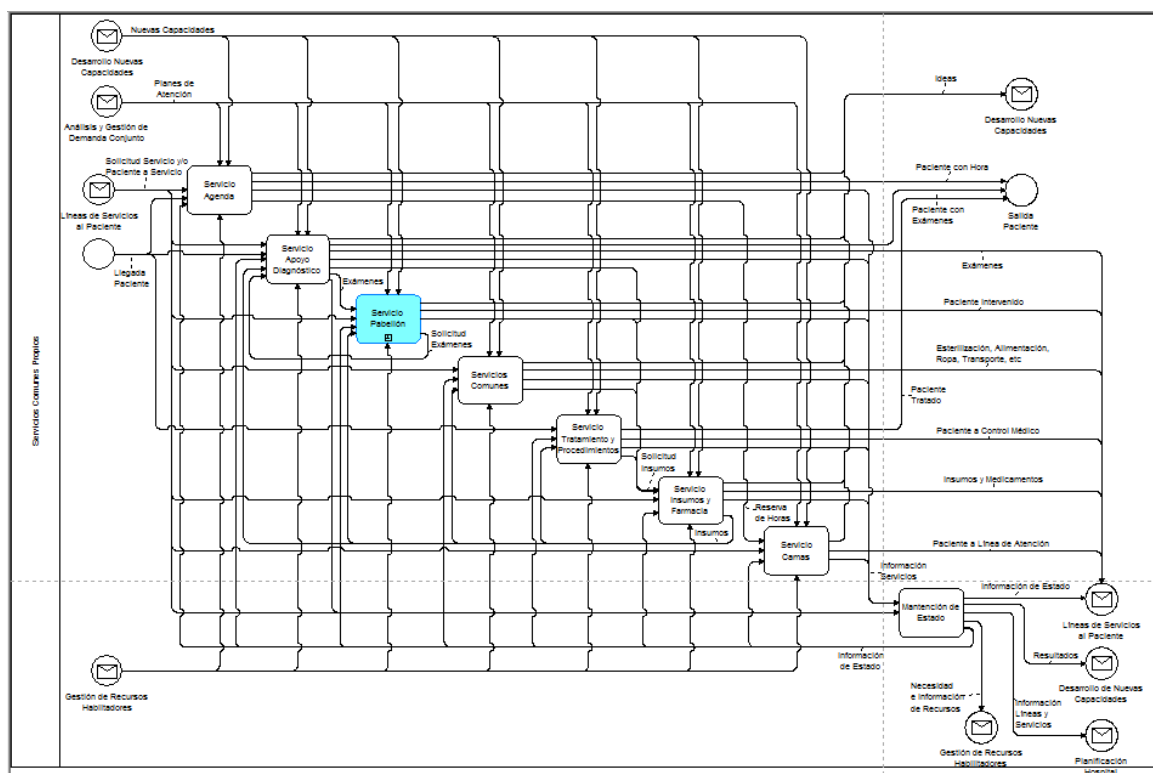 Nuevas Capacidades
Desarrollo Nuevas
Capacidades
Planes de
Atención
Análisis y Gestión de
Demanda Conjunto
Ideas
Desarrollo Nuevas
Capacidades
Solicitud Servicio y/o
Paciente a Servicio
Líneas de Servicios
al Paciente
Servicio
Agenda
Paciente con Hora
Paciente con
Exámenes
Salida
Paciente
Llegada
Paciente
Servicio
Apoyo
Diagnóstico
Exámenes
Exámenes
Servicio
Pabellón
Paciente Intervenido
Solicitud
Exámenes
Servicios Comunes Propios
Servicios
Comunes
Esterilización, Alimentación,
Ropa, Transporte, etc
Paciente
Tratado
Servicio
Tratamiento y
Procedimientos
Paciente a Control Médico
Solicitud
Insumos
Servicio
Insumos y
Farmacia
Insumos y Medicamentos
Insumos
Reserva
de Horas
Servicio
Camas
Paciente a Línea de Atención
Información
Servicios
Mantención de
Estado
Información de Estado
Líneas de Servicios
al Paciente
Información
de Estado
Resultados
Desarrollo de Nuevas
Capacidades
Gestión de Recursos
Habilitadores
Necesidad
e Información
de Recursos
Información
Líneas y
Servicios
Gestión de Recursos
Habilitadores
Planificación
Hospital